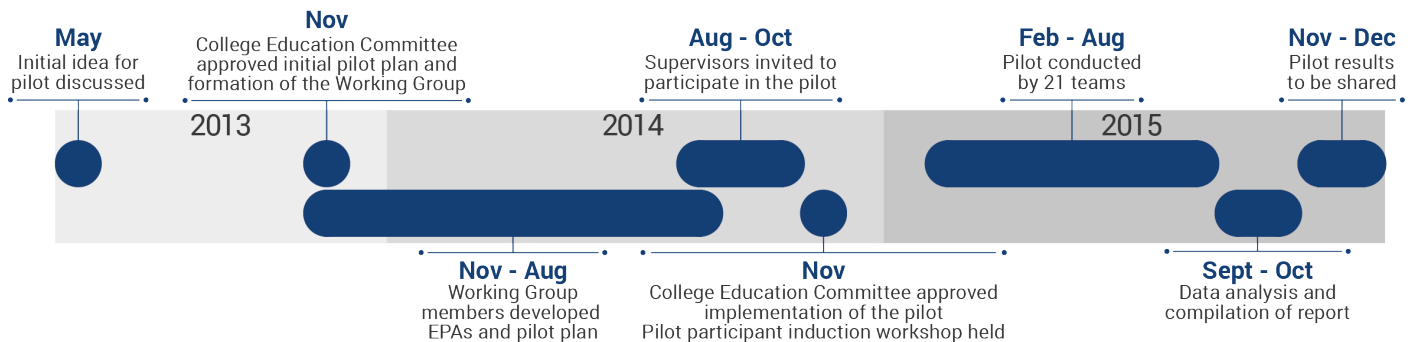 May
Initial idea for
pilot discussed
Nov
College Education Committee
approved initial pilot plan and
formation of the Working Group
Aug - Oct
Supervisors invited to
participate in the pilot
Feb - Aug
Pilot conducted
by 21 teams
Nov - Dec
Pilot results
to be shared
2013
2014
2015
Nov - Aug
Working Group
members developed
EPAs and pilot plan
Nov
College Education Committee approved
implementation of the pilot
Pilot participant induction workshop held
Sept - Oct
Data analysis and
compilation of report